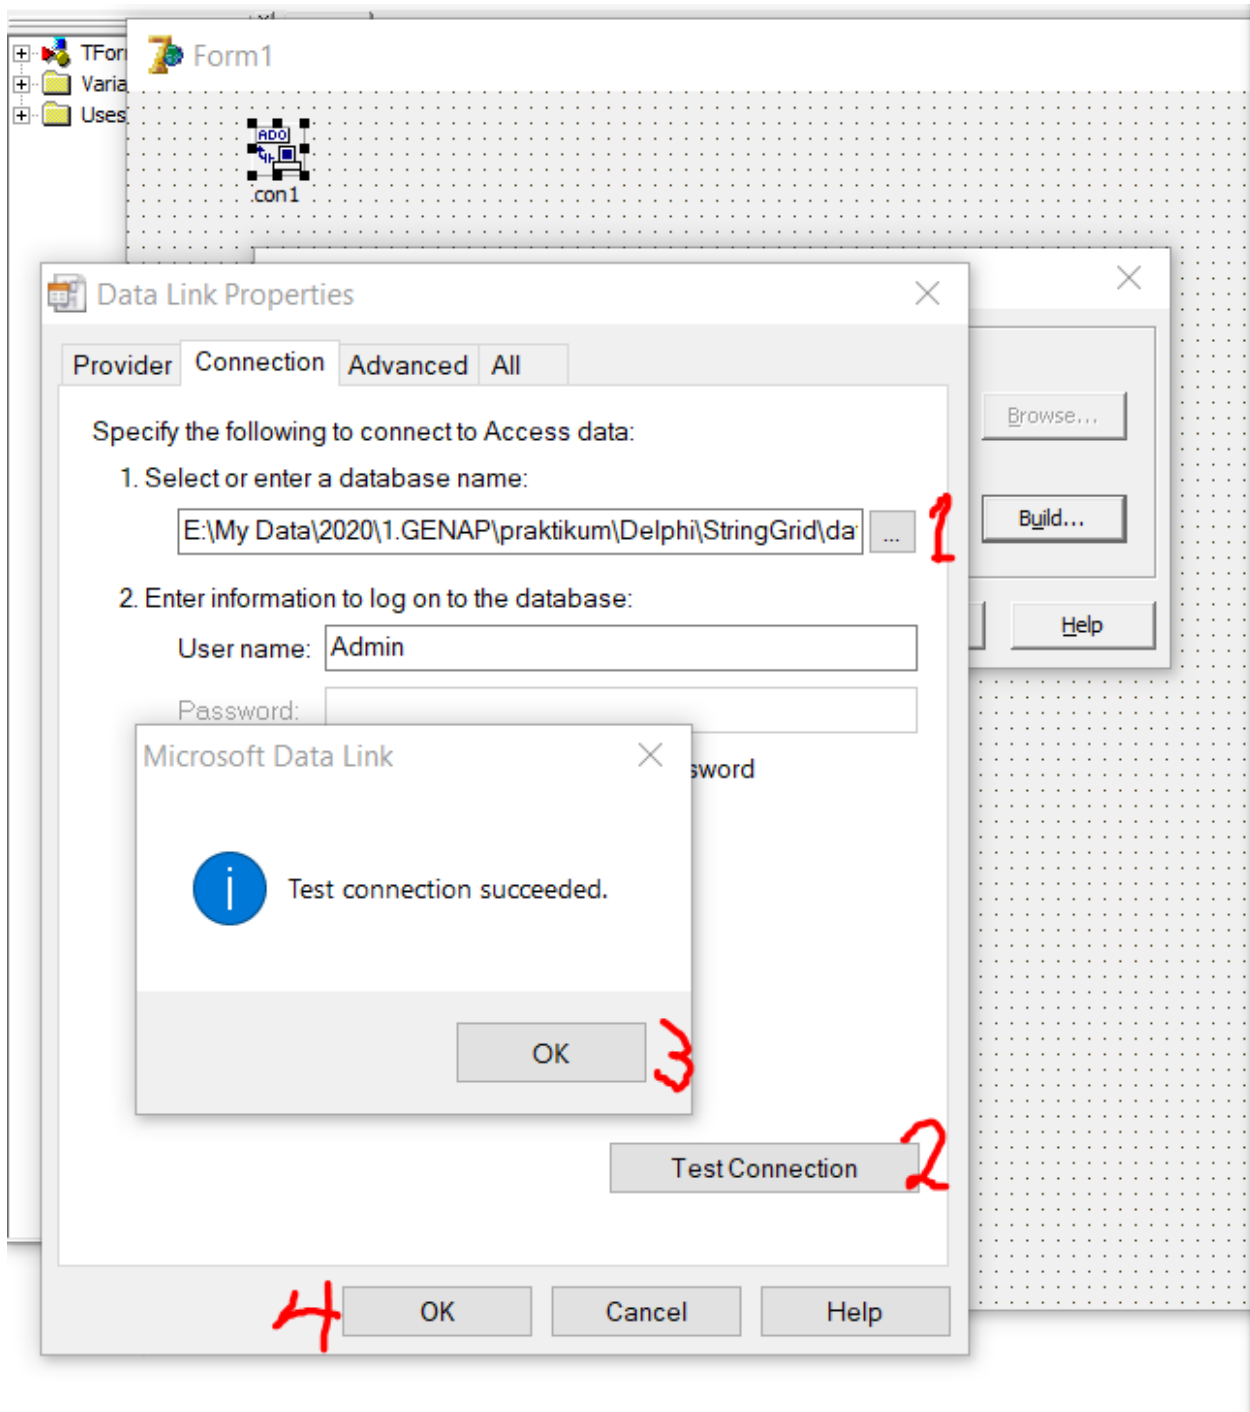 Form1
TFor
Varia
Uses
ADO
con1
Data Link Properties
Provider Connection Advanced All
Specify the following to connect to Access data:
1. Select or enter a database name:
E:\My Data\2020\1.GENAP\praktikum\Delphi\StringGrid\da
...
1
2. Enter information to log on to the database:
User name: Admin
Password:
sword
Microsoft Data Link
i
Test connection succeeded.
OK
3
Test Connection
2
4
OK
Cancel
Help
Browse...
Build...
Help